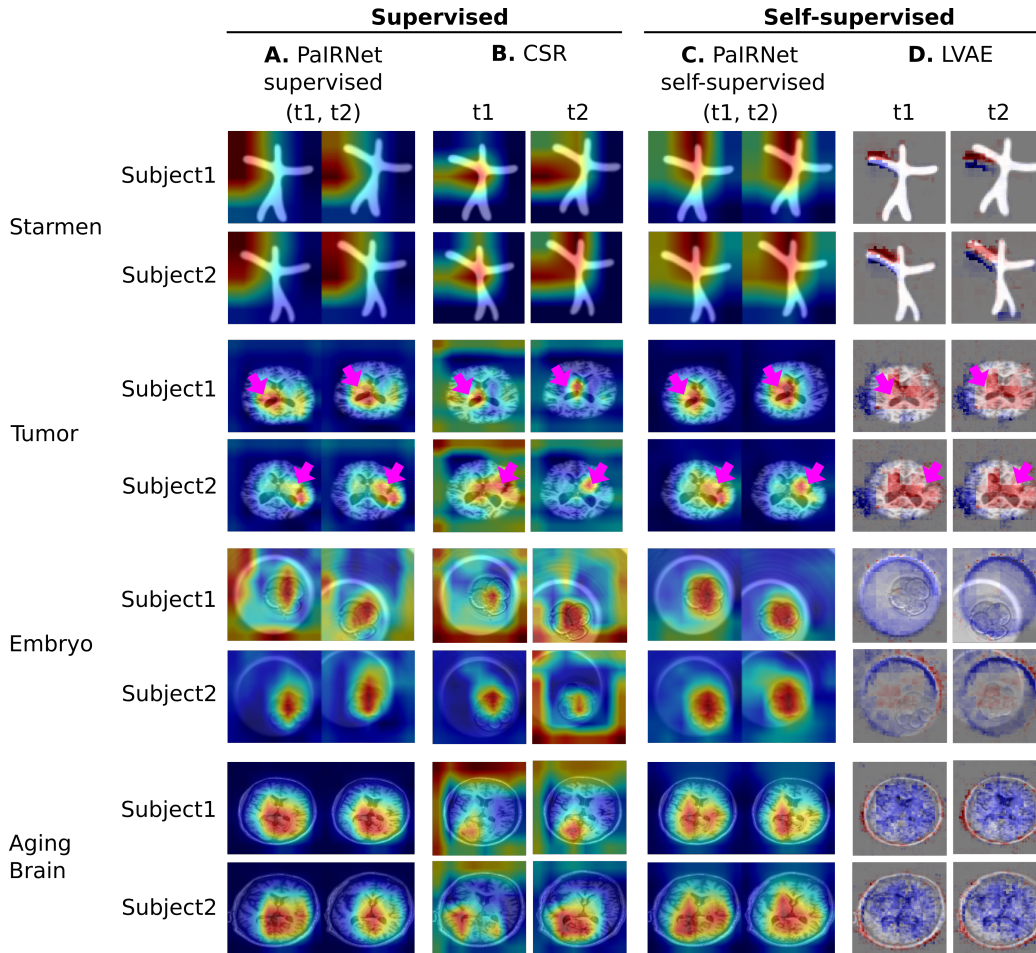 Supervised
Self-supervised
A. PaIRNet
supervised
(t1, t2)
B. CSR
t1
t2
C. PaIRNet
self-supervised
(t1, t2)
D. LVAE
t1
t2
Starmen
Subject1
Subject2
Tumor
Subject1
Subject2
Embryo
Subject1
Subject2
Aging
Brain
Subject1
Subject2